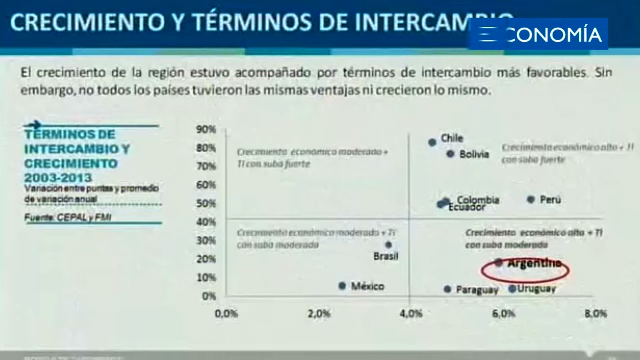 CRECIMIENTO Y TÉRMINOS DE INTERCAMBIO
ECONOMÍA
El crecimiento de la región estuvo acompañado por términos de intercambio más favorables. Sin
embargo, no todos los países tuvieron las mismas ventajas ni crecieron lo mismo.
TÉRMINOS DE
INTERCAMBIO Y
CRECIMIENTO
2003-2013
Variación entre puntas y promedio
de variación anual
Fuente: CEPAL y FMI
90%
80%
70%
60%
50%
40%
30%
20%
10%
0%
Crecimiento económico moderado +
TI con suba fuerte
Chile
Bolivia
Crecimiento económico alto + TI
con suba fuerte
Colombia
Ecuador
Perú
Crecimiento económico moderado + TI
con suba moderada
Brasil
México
Crecimiento económico alto + TI
con suba moderada
Argentina
Paraguay
Uruguay
0,0%
2,0%
4,0%
6,0%
8,0%